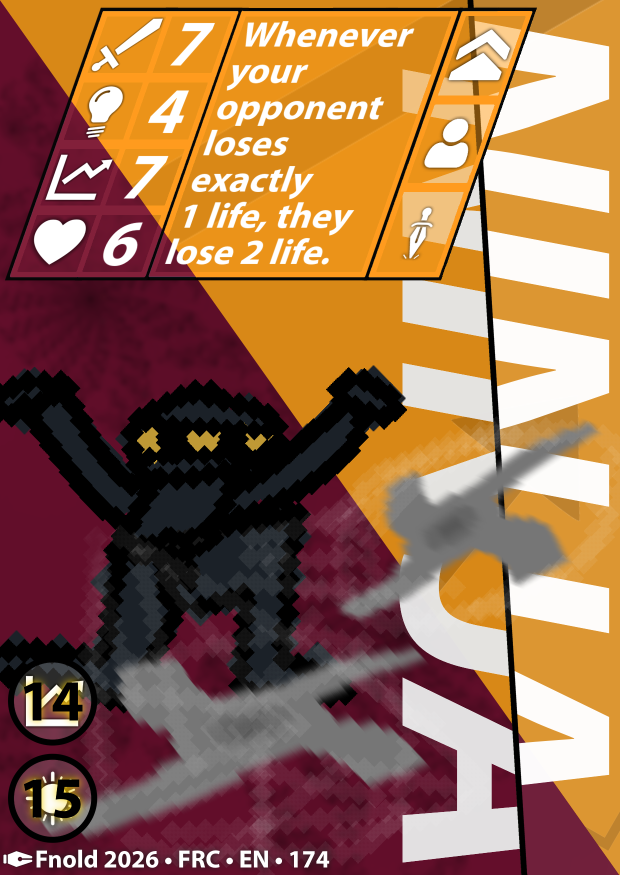 7
4
7
6
Whenever
your
opponent
loses
exactly
1 life, they
lose 2 life.
NINJA
14
15
Fnold 2026 • FRC • EN • 174